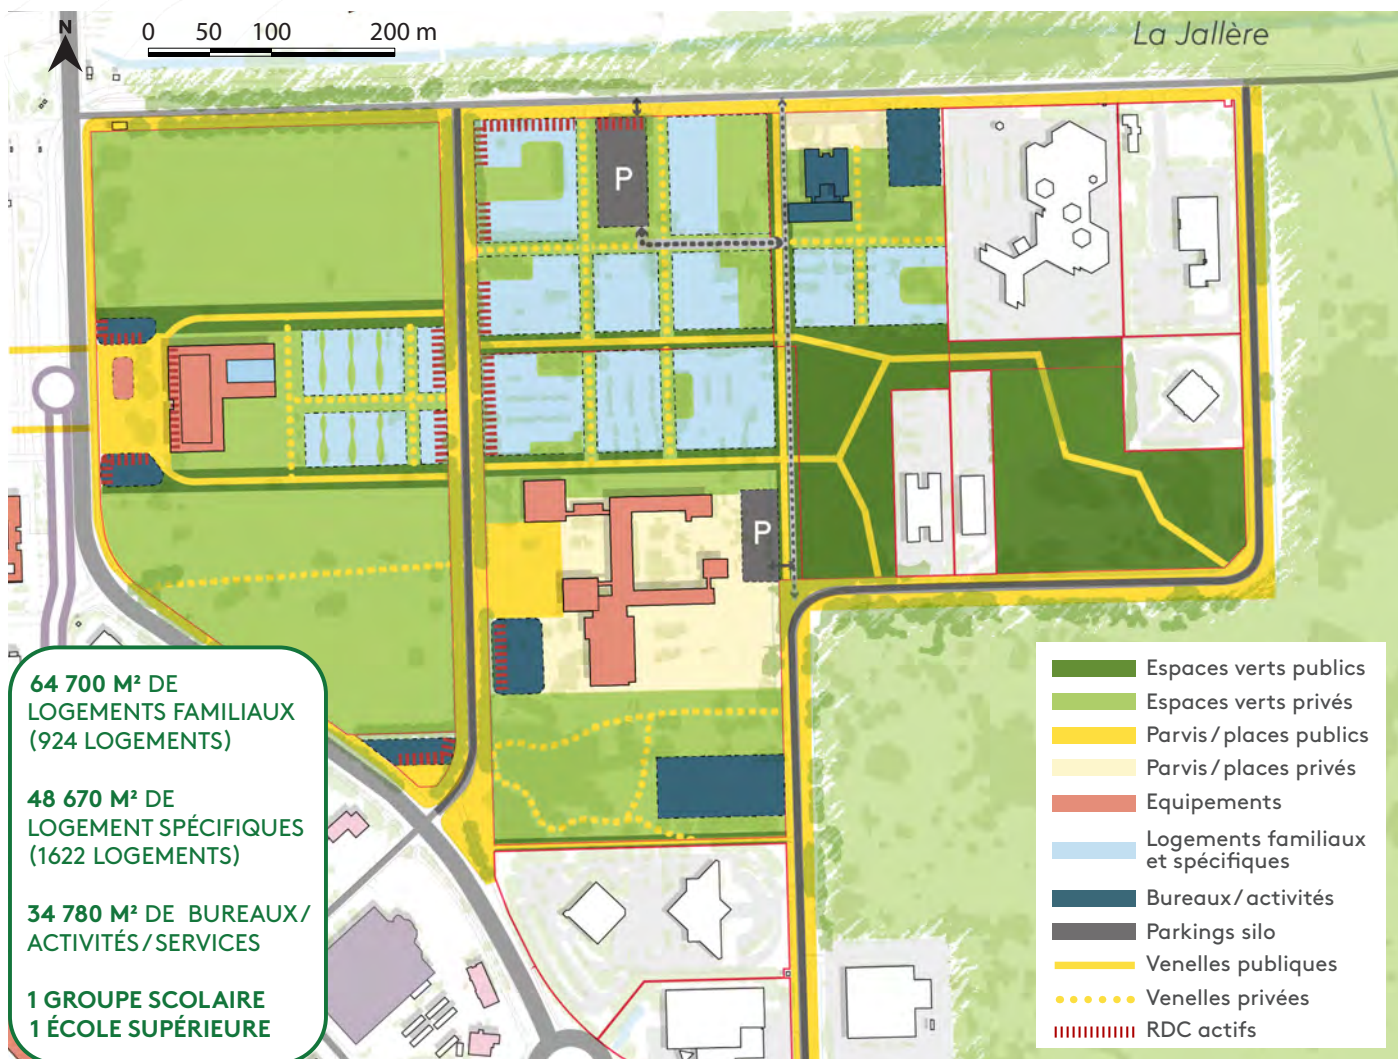 N
0 50 100 200 m
La Jallère
P
P
64 700 M² DE
LOGEMENTS FAMILIAUX
(924 LOGEMENTS)
48 670 M² DE
LOGEMENT SPÉCIFIQUES
(1622 LOGEMENTS)
34 780 M² DE BUREAUX/
ACTIVITÉS/SERVICES
1 GROUPE SCOLAIRE
1 ÉCOLE SUPÉRIEURE
Espaces verts publics
Espaces verts privés
Parvis/places publics
Parvis/places privés
Equipements
Logements familiaux
et spécifiques
Bureaux/activités
Parkings silo
Venelles publiques
Venelles privées
RDC actifs